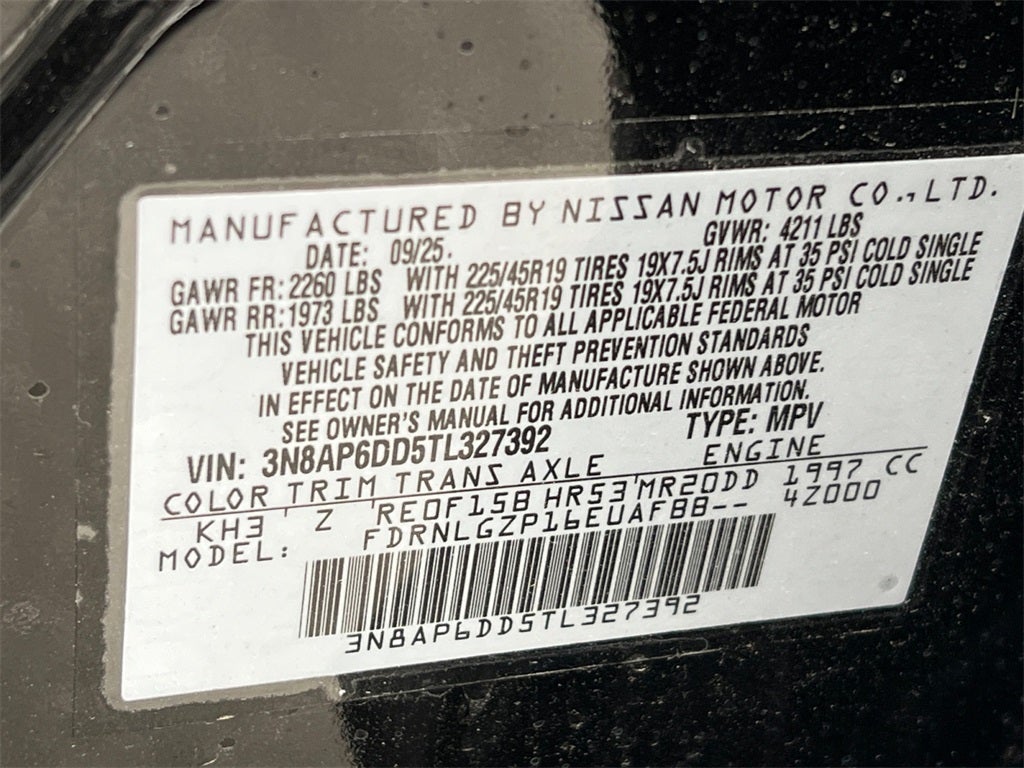 MANUFACTURED BY NISSAN MOTOR CO., LTD.
DATE: 09/25. GVWR: 4211 LBS
GAWR FR: 2260 LBS WITH 225/45R19 TIRES 19X7.5J RIMS AT 35 PSI COLD SINGLE
GAWR RR: 1973 LBS WITH 225/45R19 TIRES 19X7.5J RIMS AT 35 PSI COLD SINGLE
THIS VEHICLE CONFORMS TO ALL APPLICABLE FEDERAL MOTOR
VEHICLE SAFETY AND THEFT PREVENTION STANDARDS
IN EFFECT ON THE DATE OF MANUFACTURE SHOWN ABOVE.
SEE OWNER'S MANUAL FOR ADDITIONAL INFORMATION.
VIN: 3N8AP6DD5TL327392 TYPE: MPV
COLOR TRIM TRANS AXLE ENGINE
KH3 Z RE0F15B HR53 MR20DD 1997 CC
MODEL: FDRNLGZP16EUAFBB-- 4Z000
3N8AP6DD5TL327392